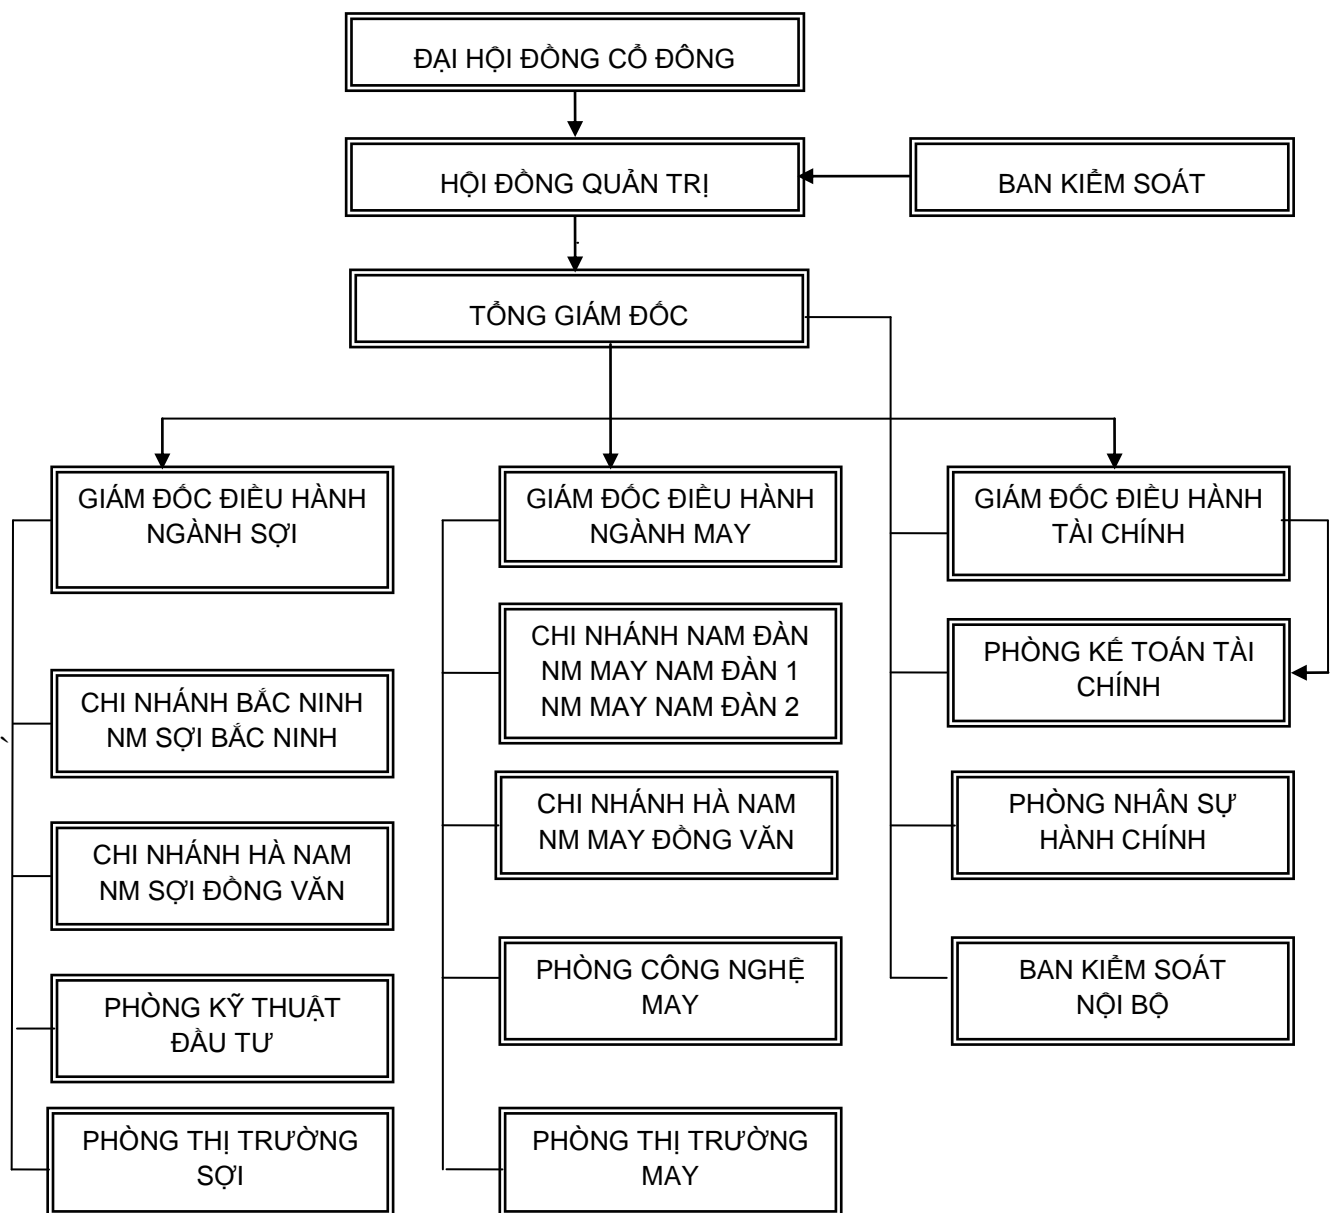 ĐẠI HỘI ĐỒNG CỔ ĐÔNG
HỘI ĐỒNG QUẢN TRỊ
BAN KIỂM SOÁT
TỔNG GIÁM ĐỐC
GIÁM ĐỐC ĐIỀU HÀNH
NGÀNH SỢI
GIÁM ĐỐC ĐIỀU HÀNH
NGÀNH MAY
GIÁM ĐỐC ĐIỀU HÀNH
TÀI CHÍNH
CHI NHÁNH BẮC NINH
NM SỢI BẮC NINH
CHI NHÁNH NAM ĐÀN
NM MAY NAM ĐÀN 1
NM MAY NAM ĐÀN 2
PHÒNG KẾ TOÁN TÀI
CHÍNH
CHI NHÁNH HÀ NAM
NM SỢI ĐỒNG VĂN
CHI NHÁNH HÀ NAM
NM MAY ĐỒNG VĂN
PHÒNG NHÂN SỰ
HÀNH CHÍNH
PHÒNG KỸ THUẬT
ĐẦU TƯ
PHÒNG CÔNG NGHỆ
MAY
BAN KIỂM SOÁT
NỘI BỘ
PHÒNG THỊ TRƯỜNG
SỢI
PHÒNG THỊ TRƯỜNG
MAY